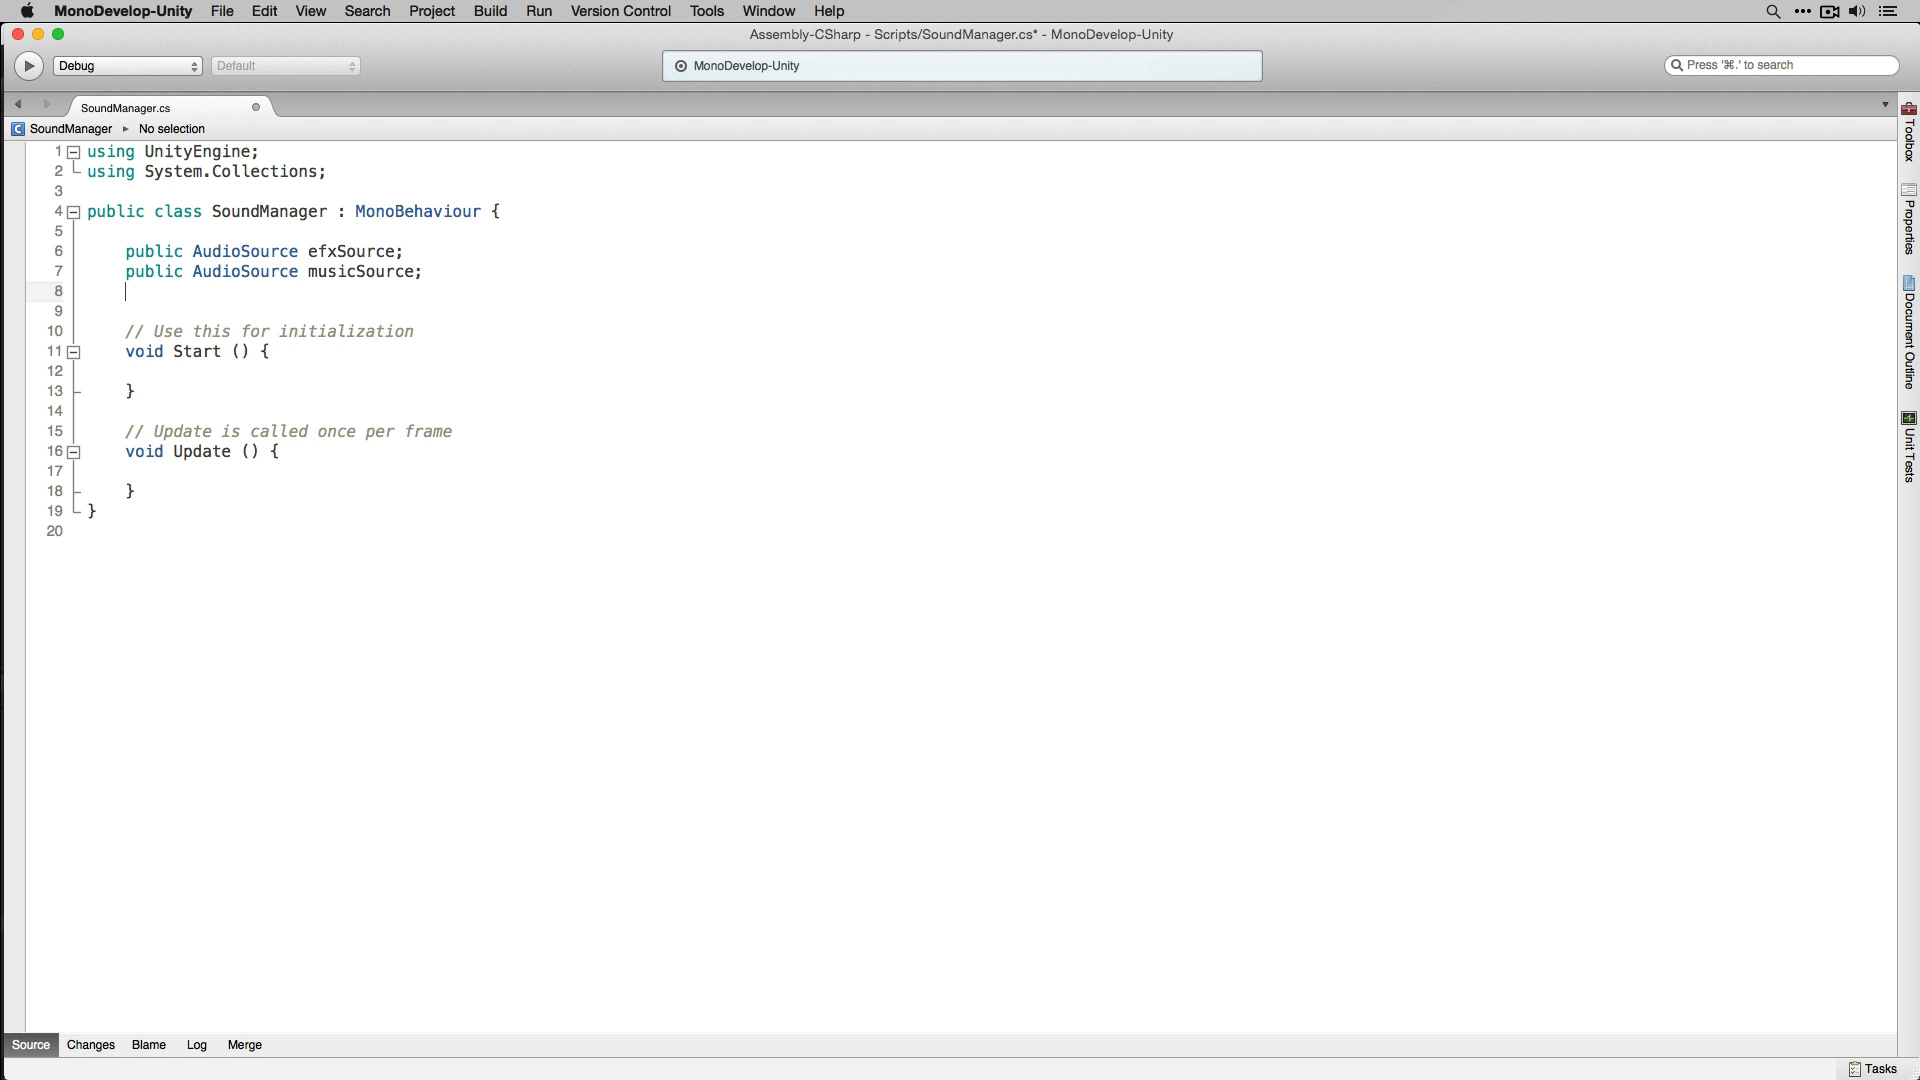 MonoDevelop-Unity File Edit View Search Project Build Run Version Control Tools Window Help
Assembly-CSharp - Scripts/SoundManager.cs* - MonoDevelop-Unity
Debug Default MonoDevelop-Unity Press '⌘.' to search
SoundManager.cs
SoundManager No selection
1 using UnityEngine;
2 using System.Collections;
3
4 public class SoundManager : MonoBehaviour {
5
6 public AudioSource efxSource;
7 public AudioSource musicSource;
8
9
10 // Use this for initialization
11 void Start () {
12
13 }
14
15 // Update is called once per frame
16 void Update () {
17
18 }
19 }
20
Toolbox
Properties
Document Outline
Unit Tests
Source Changes Blame Log Merge
Tasks